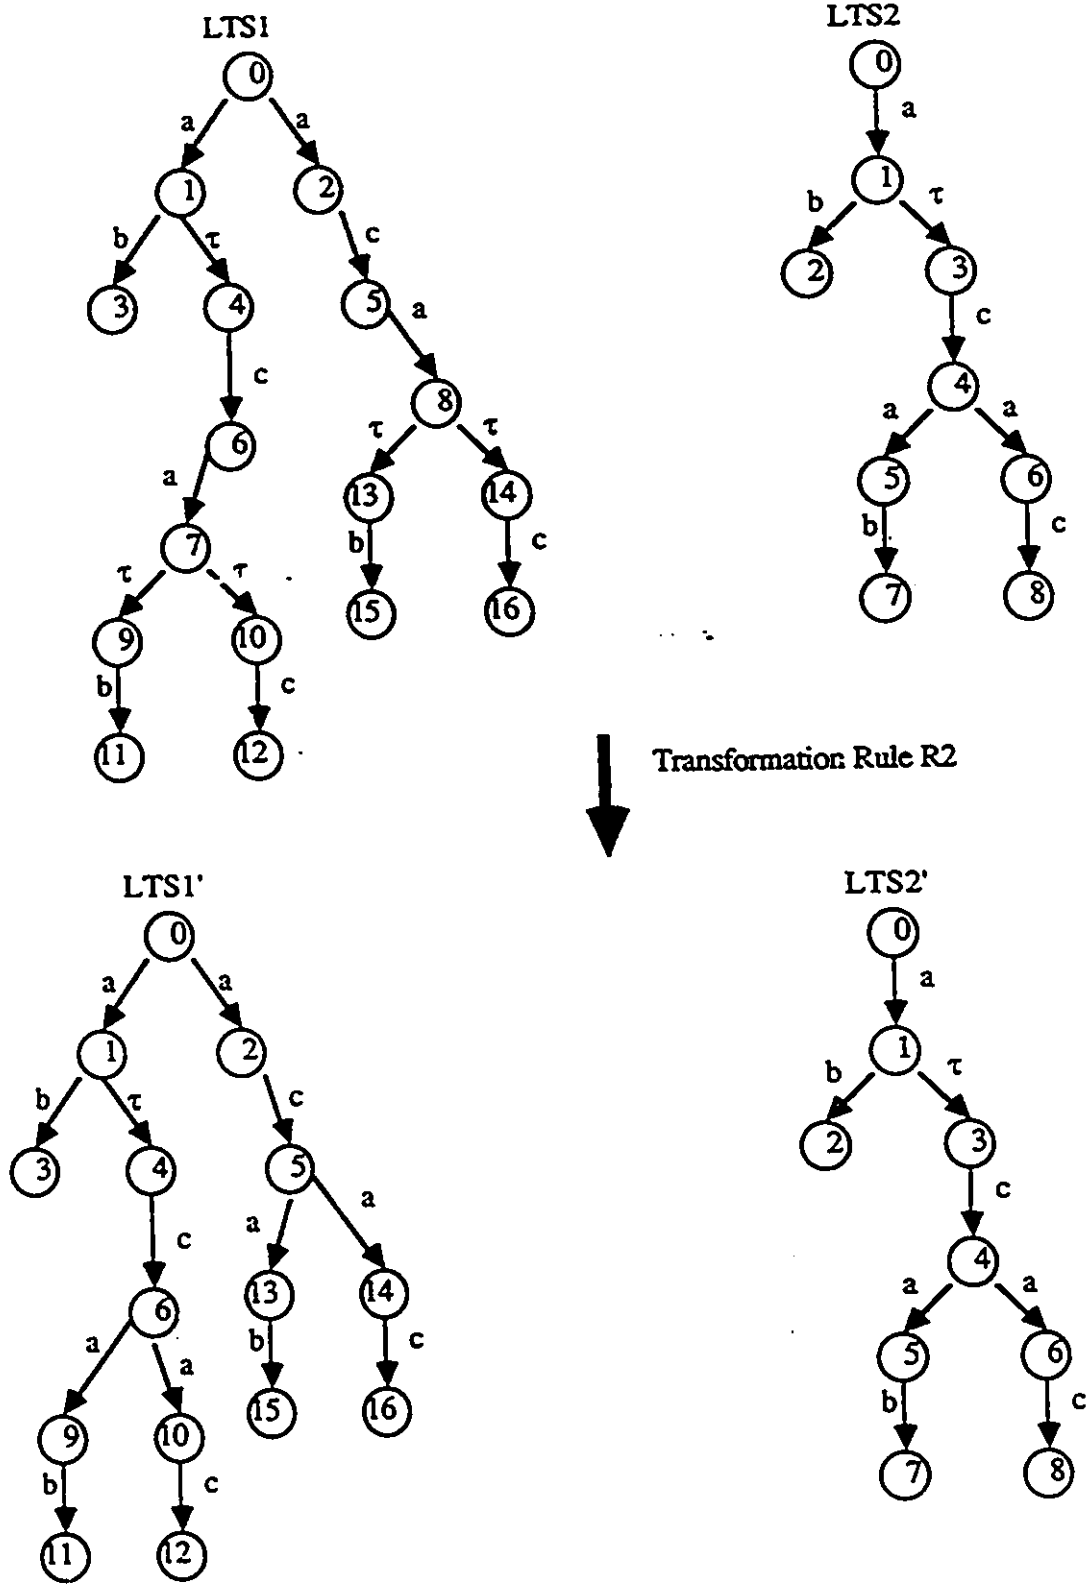 LTS1 LTS2
0 0
a a a
1 2 1
b τ c b τ
3 4 5 2 3
c a c
6 8 4
a τ τ a a
7 13 14 5 6
τ τ b c b c
9 10 15 16 7 8
b c
11 12
Transformation Rule R2
LTS1' LTS2'
0 0
a a a
1 2 1
b τ c b τ
3 4 5 2 3
c a a c
6 13 14 4
a a b c a a
9 10 15 16 5 6
b c b c
11 12 7 8